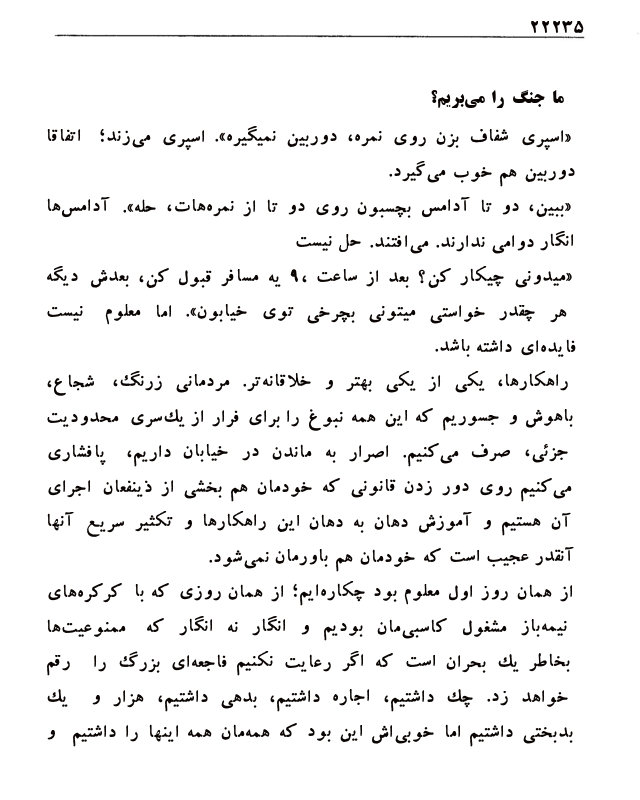 ۲۲۲۳۵
ما جنگ را می‌بریم؟
«اسپری شفاف بزن روی نمره، دوربین نمیگیره». اسپری می‌زند؛ اتفاقا
دوربین هم خوب می‌گیرد.
«ببین، دو تا آدامس بچسبون روی دو تا از نمره‌هات، حله». آدامس‌ها
انگار دوامی ندارند. می‌افتند. حل نیست
«میدونی چیکار کن؟ بعد از ساعت ۹، یه مسافر قبول کن، بعدش دیگه
هر چقدر خواستی میتونی بچرخی توی خیابون». اما معلوم نیست
فایده‌ای داشته باشد.
راهکارها، یکی از یکی بهتر و خلاقانه‌تر. مردمانی زرنگ، شجاع،
باهوش و جسوریم که این همه نبوغ را برای فرار از یك‌سری محدودیت
جزئی، صرف می‌کنیم. اصرار به ماندن در خیابان داریم، پافشاری
می‌کنیم روی دور زدن قانونی که خودمان هم بخشی از ذینفعان اجرای
آن هستیم و آموزش دهان به دهان این راهکارها و تکثیر سریع آنها
آنقدر عجیب است که خودمان هم باورمان نمی‌شود.
از همان روز اول معلوم بود چکاره‌ایم؛ از همان روزی که با کرکره‌های
نیمه‌باز مشغول کاسبی‌مان بودیم و انگار نه انگار که ممنوعیت‌ها
بخاطر یك بحران است که اگر رعایت نکنیم فاجعه‌ای بزرگ را رقم
خواهد زد. چك داشتیم، اجاره داشتیم، بدهی داشتیم، هزار و یك
بدبختی داشتیم اما خوبی‌اش این بود که همه‌مان همه اینها را داشتیم و